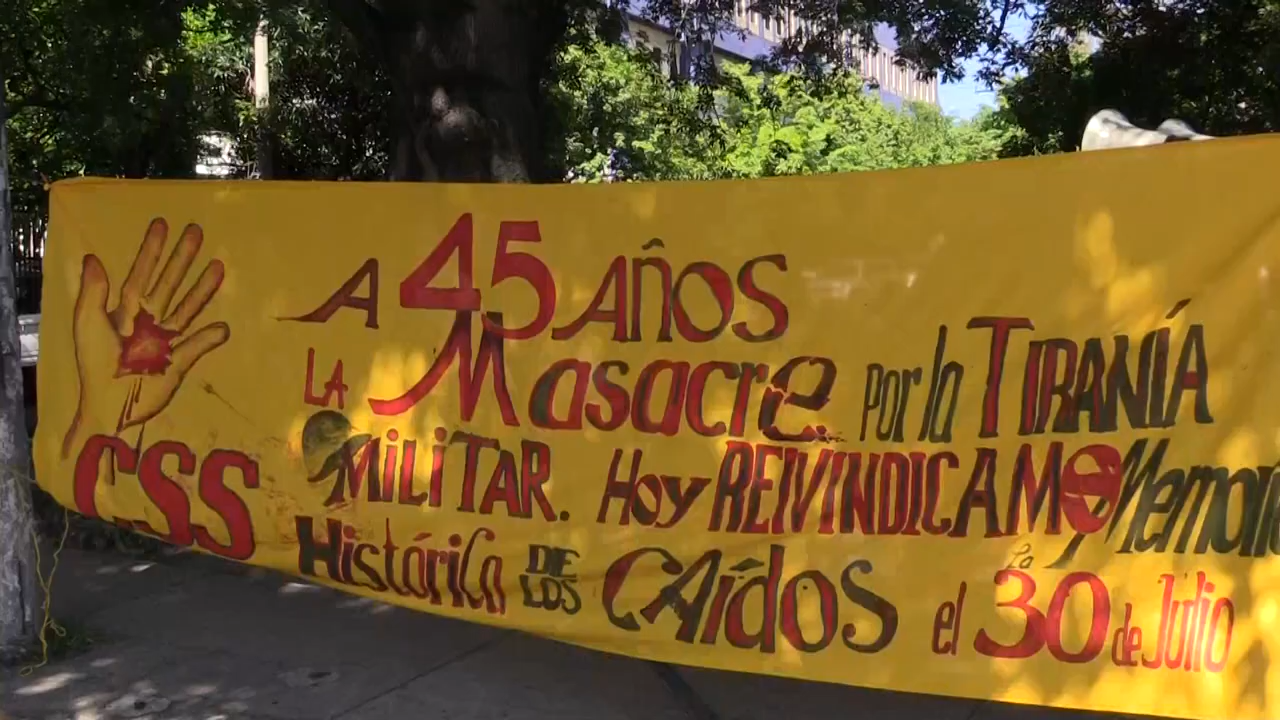 A 45 Años
LA Masacre por la TIRANÍA
MiLiTAR. Hoy REIVINDICAMOS
La
Histórica DE LOS CAídos el 30 de Julio
CSS